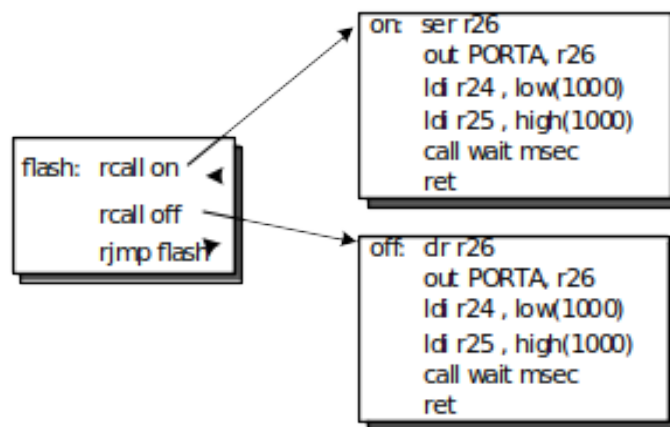 flash: rcall on
rcall off
rjmp flash
on: ser r26
out PORTA, r26
ldi r24 , low(1000)
ldi r25 , high(1000)
call wait msec
ret
off: clr r26
out PORTA, r26
ldi r24 , low(1000)
ldi r25 , high(1000)
call wait msec
ret